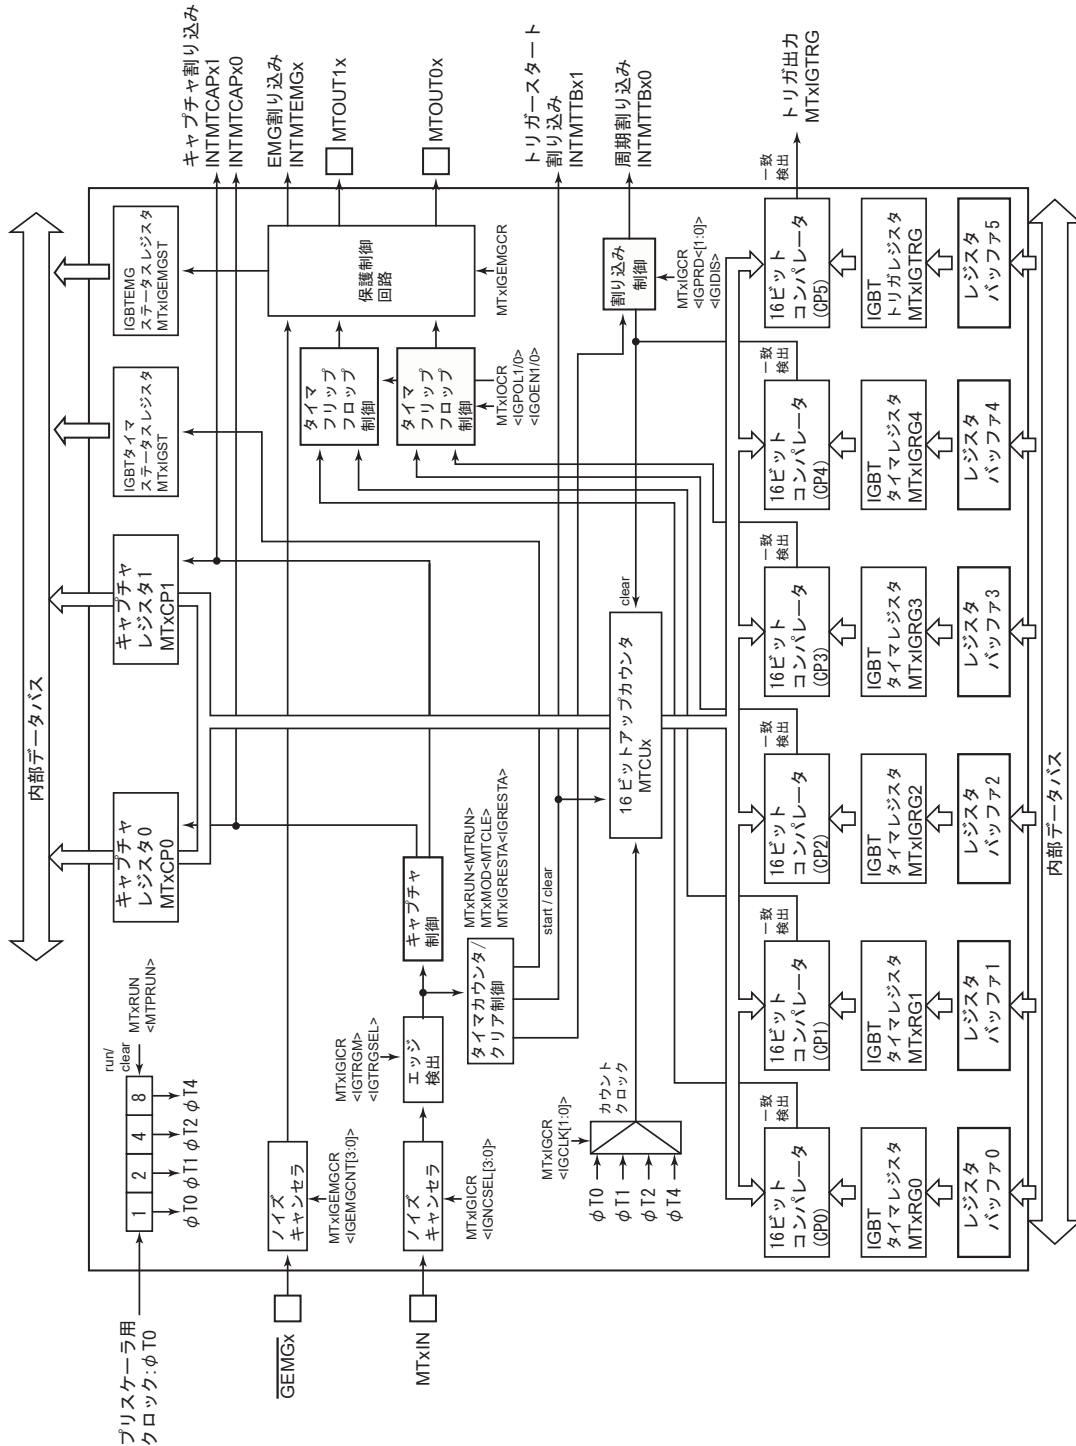 内部データバス
プリスケーラ用
クロック:φT0
1
2
4
8
run/
clear
MTxRUN
<MTPRUN>
φT0
φT1
φT2
φT4
キャプチャ
レジスタ0
MTxCP0
キャプチャ
レジスタ1
MTxCP1
IGBTタイマ
ステータスレジスタ
MTxIGST
IGBTEMG
ステータスレジスタ
MTxIGEMGST
キャプチャ割り込み
INTMTCAPx1
INTMTCAPx0
GEMGx
ノイズ
キャンセラ
MTxIGEMGCR
<IGEMGCNT[3:0]>
保護制御
回路
MTxIGEMGCR
EMG割り込み
INTMTEMGx
MTOUT1x
MTOUT0x
タイマ
フリップ
フロップ
制御
タイマ
フリップ
フロップ
制御
MTxIOCR
<IGPOL1/0>
<IGOEN1/0>
MTxIN
ノイズ
キャンセラ
MTxIGICR
<IGNCSEL[3:0]>
MTxIGICR
<IGTRGM>
<IGTRGSEL>
エッジ
検出
キャプチャ
制御
タイマカウンタ/
クリア制御
MTxRUN<MTRUN>
MTxMOD<MTCLE>
MTxIGRESTA<IGRESTA>
start / clear
トリガースタート
割り込み
INTMTTBx1
周期割り込み
INTMTTBx0
割り込み
制御
MTxIGCR
<IGPRD<[1:0]>
<IGIDIS>
MTxIGCR
<IGCLK[1:0]>
φT0
φT1
φT2
φT4
カウント
クロック
16 ビットアップカウンタ
MTCUx
clear
一致
検出
一致
検出
一致
検出
一致
検出
一致
検出
一致
検出
トリガ出力
MTxIGTRG
16ビット
コンパレータ
(CP0)
16ビット
コンパレータ
(CP1)
16ビット
コンパレータ
(CP2)
16ビット
コンパレータ
(CP3)
16ビット
コンパレータ
(CP4)
16ビット
コンパレータ
(CP5)
IGBT
タイマレジスタ
MTxRG0
IGBT
タイマレジスタ
MTxRG1
IGBT
タイマレジスタ
MTxIGRG2
IGBT
タイマレジスタ
MTxIGRG3
IGBT
タイマレジスタ
MTxIGRG4
IGBT
トリガレジスタ
MTxIGTRG
レジスタ
バッファ0
レジスタ
バッファ1
レジスタ
バッファ2
レジスタ
バッファ3
レジスタ
バッファ4
レジスタ
バッファ5
内部データバス